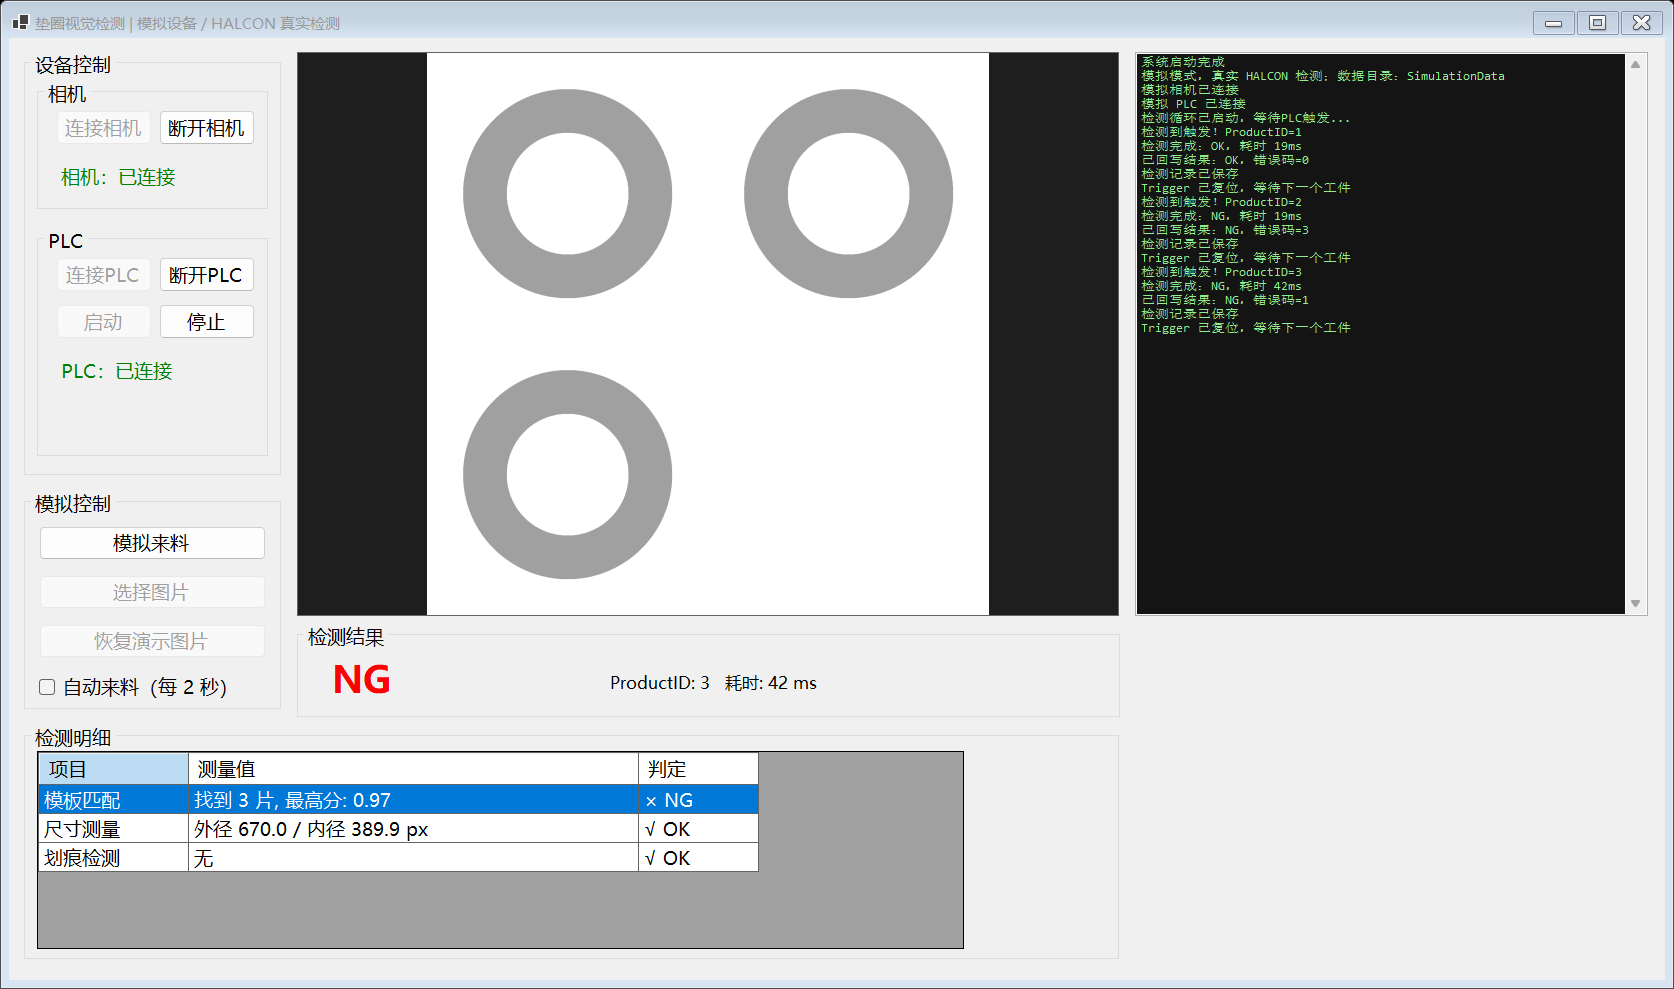 垫圈视觉检测 | 模拟设备 / HALCON 真实检测
设备控制
相机
连接相机 断开相机
相机：已连接
PLC
连接PLC 断开PLC
启动 停止
PLC：已连接
模拟控制
模拟来料
选择图片
恢复演示图片
自动来料（每 2 秒）
系统启动完成
模拟模式，真实 HALCON 检测；数据目录：SimulationData
模拟相机已连接
模拟 PLC 已连接
检测循环已启动，等待PLC触发...
检测到触发！ProductID=1
检测完成：OK，耗时 19ms
已回写结果：OK，错误码=0
检测记录已保存
Trigger 已复位，等待下一个工件
检测到触发！ProductID=2
检测完成：NG，耗时 19ms
已回写结果：NG，错误码=3
检测记录已保存
Trigger 已复位，等待下一个工件
检测到触发！ProductID=3
检测完成：NG，耗时 42ms
已回写结果：NG，错误码=1
检测记录已保存
Trigger 已复位，等待下一个工件
检测结果
NG
ProductID: 3 耗时: 42 ms
检测明细
项目 测量值 判定
模板匹配 找到 3 片, 最高分: 0.97 × NG
尺寸测量 外径 670.0 / 内径 389.9 px √ OK
划痕检测 无 √ OK